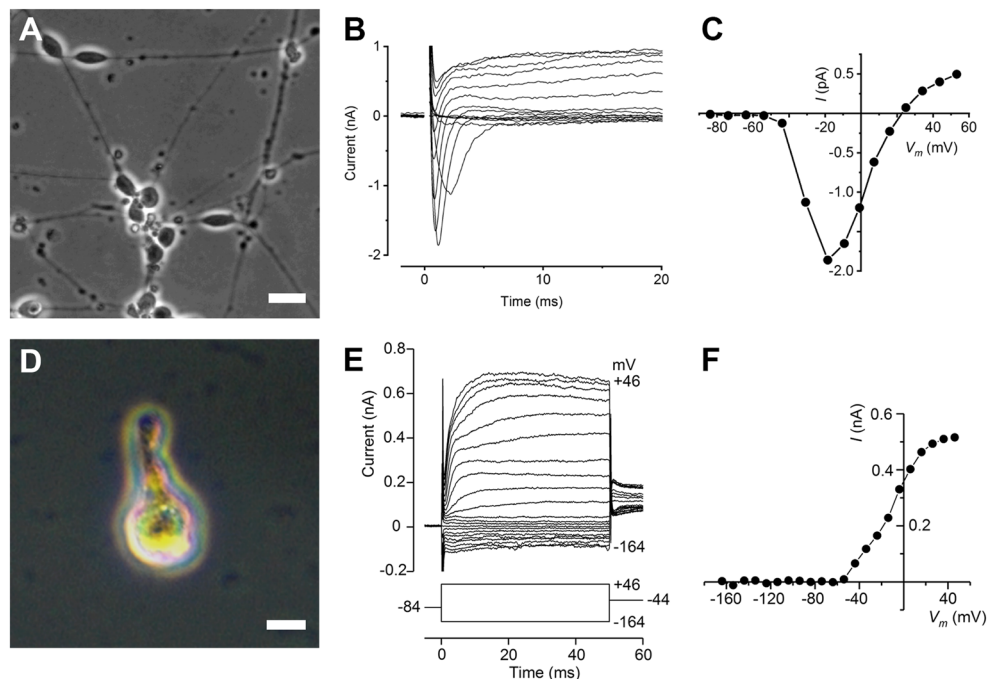 A
B
1
0
-1
-2
Current (nA)
0
10
20
Time (ms)
C
I (pA)
0.5
-0.5
-1.0
-1.5
-2.0
-80
-60
-20
20
40
60
Vm (mV)
D
E
0.8
0.6
0.4
0.2
0
-0.2
Current (nA)
mV
+46
-164
-84
+46
-44
-164
0
20
40
60
Time (ms)
F
I (nA)
0.6
0.4
0.2
-160
-120
-80
-40
40
Vm (mV)